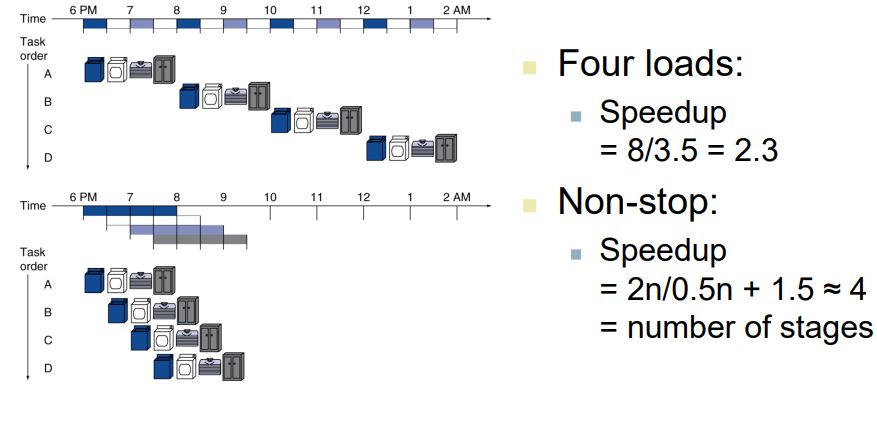 6 PM 7 8 9 10 11 12 1 2 AM
Time
Task
order
A
B
C
D
6 PM 7 8 9 10 11 12 1 2 AM
Time
Task
order
A
B
C
D
Four loads:
Speedup
= 8/3.5 = 2.3
Non-stop:
Speedup
= 2n/0.5n + 1.5 ≈ 4
= number of stages